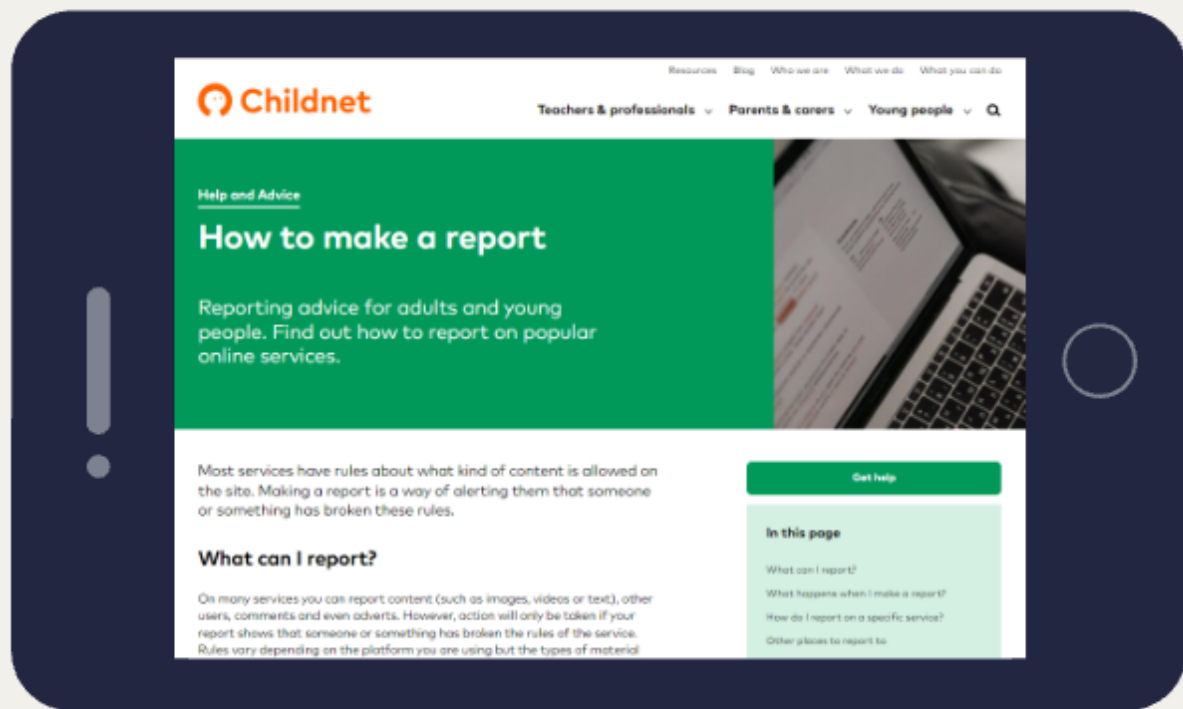 Resources Blog Who we are What we do What you can do
Childnet
Teachers & professionals Parents & carers Young people
Help and Advice
How to make a report
Reporting advice for adults and young
people. Find out how to report on popular
online services.
Most services have rules about what kind of content is allowed on
the site. Making a report is a way of alerting them that someone
or something has broken these rules.
Get help
In this page
What can I report?
What happens when I make a report?
How do I report on a specific service?
Other places to report to
What can I report?
On many services you can report content (such as images, videos or text), other
users, comments and even adverts. However, action will only be taken if your
report shows that someone or something has broken the rules of the service.
Rules vary depending on the platform you are using but the types of material